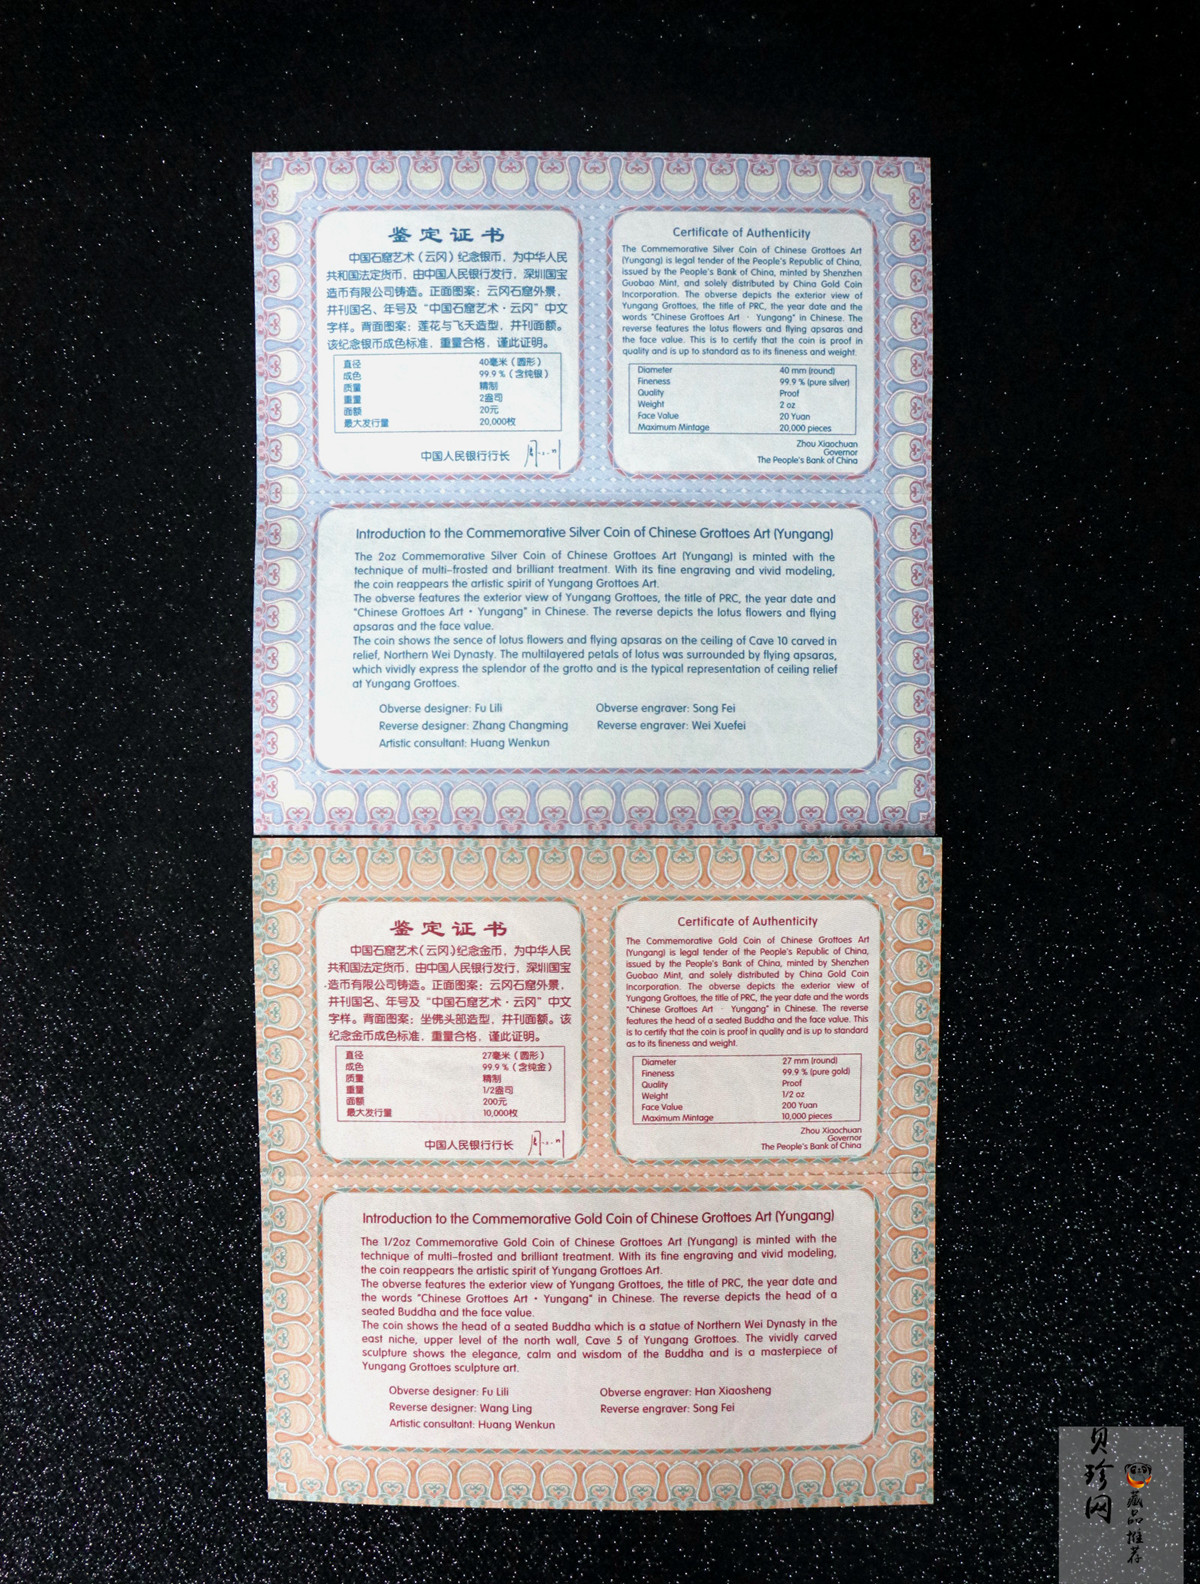 鉴定证书
中国石窟艺术（云冈）纪念银币，为中华人民
共和国法定货币，由中国人民银行发行，深圳国宝
造币有限公司铸造。正面图案：云冈石窟外景，
并刊国名、年号及“中国石窟艺术·云冈”中文
字样。背面图案：莲花与飞天造型，并刊面额。
该纪念银币成色标准，重量合格，谨此证明。
直径 40毫米（圆形）
成色 99.9％（含纯银）
质量 精制
重量 2盎司
面额 20元
最大发行量 20,000枚
中国人民银行行长
Certificate of Authenticity
The Commemorative Silver Coin of Chinese Grottoes Art
(Yungang) is legal tender of the People's Republic of China,
issued by the People's Bank of China, minted by Shenzhen
Guobao Mint, and solely distributed by China Gold Coin
Incorporation. The obverse depicts the exterior view of
Yungang Grottoes, the title of PRC, the year date and the
words "Chinese Grottoes Art · Yungang" in Chinese. The
reverse features the lotus flowers and flying apsaras and
the face value. This is to certify that the coin is proof in
quality and is up to standard as to its fineness and weight.
Diameter 40 mm (round)
Fineness 99.9 % (pure silver)
Quality Proof
Weight 2 oz
Face Value 20 Yuan
Maximum Mintage 20,000 pieces
Zhou Xiaochuan
Governor
The People's Bank of China
Introduction to the Commemorative Silver Coin of Chinese Grottoes Art (Yungang)
The 2oz Commemorative Silver Coin of Chinese Grottoes Art (Yungang) is minted with the
technique of multi-frosted and brilliant treatment. With its fine engraving and vivid modeling,
the coin reappears the artistic spirit of Yungang Grottoes Art.
The obverse features the exterior view of Yungang Grottoes, the title of PRC, the year date and
"Chinese Grottoes Art · Yungang" in Chinese. The reverse depicts the lotus flowers and flying
apsaras and the face value.
The coin shows the sence of lotus flowers and flying apsaras on the ceiling of Cave 10 carved in
relief, Northern Wei Dynasty. The multilayered petals of lotus was surrounded by flying apsaras,
which vividly express the splendor of the grotto and is the typical representation of ceiling relief
at Yungang Grottoes.
Obverse designer: Fu Lili Obverse engraver: Song Fei
Reverse designer: Zhang Changming Reverse engraver: Wei Xuefei
Artistic consultant: Huang Wenkun
鉴定证书
中国石窟艺术（云冈）纪念金币，为中华人民
共和国法定货币，由中国人民银行发行，深圳国宝
造币有限公司铸造。正面图案：云冈石窟外景，
并刊国名、年号及“中国石窟艺术·云冈”中文
字样。背面图案：坐佛头部造型，并刊面额。该
纪念金币成色标准，重量合格，谨此证明。
直径 27毫米（圆形）
成色 99.9％（含纯金）
质量 精制
重量 1/2盎司
面额 200元
最大发行量 10,000枚
中国人民银行行长
Certificate of Authenticity
The Commemorative Gold Coin of Chinese Grottoes Art
(Yungang) is legal tender of the People's Republic of China,
issued by the People's Bank of China, minted by Shenzhen
Guobao Mint, and solely distributed by China Gold Coin
Incorporation. The obverse depicts the exterior view of
Yungang Grottoes, the title of PRC, the year date and the words
"Chinese Grottoes Art · Yungang" in Chinese. The reverse
features the head of a seated Buddha and the face value. This
is to certify that the coin is proof in quality and is up to standard
as to its fineness and weight.
Diameter 27 mm (round)
Fineness 99.9 % (pure gold)
Quality Proof
Weight 1/2 oz
Face Value 200 Yuan
Maximum Mintage 10,000 pieces
Zhou Xiaochuan
Governor
The People's Bank of China
Introduction to the Commemorative Gold Coin of Chinese Grottoes Art (Yungang)
The 1/2oz Commemorative Gold Coin of Chinese Grottoes Art (Yungang) is minted with the
technique of multi-frosted and brilliant treatment. With its fine engraving and vivid modeling,
the coin reappears the artistic spirit of Yungang Grottoes Art.
The obverse features the exterior view of Yungang Grottoes, the title of PRC, the year date and
the words "Chinese Grottoes Art · Yungang" in Chinese. The reverse depicts the head of a
seated Buddha and the face value.
The coin shows the head of a seated Buddha which is a statue of Northern Wei Dynasty in the
east niche, upper level of the north wall, Cave 5 of Yungang Grottoes. The vividly carved
sculpture shows the elegance, calm and wisdom of the Buddha and is a masterpiece of
Yungang Grottoes sculpture art.
Obverse designer: Fu Lili Obverse engraver: Han Xiaosheng
Reverse designer: Wang Ling Reverse engraver: Song Fei
Artistic consultant: Huang Wenkun
贝珍网
藏品推荐